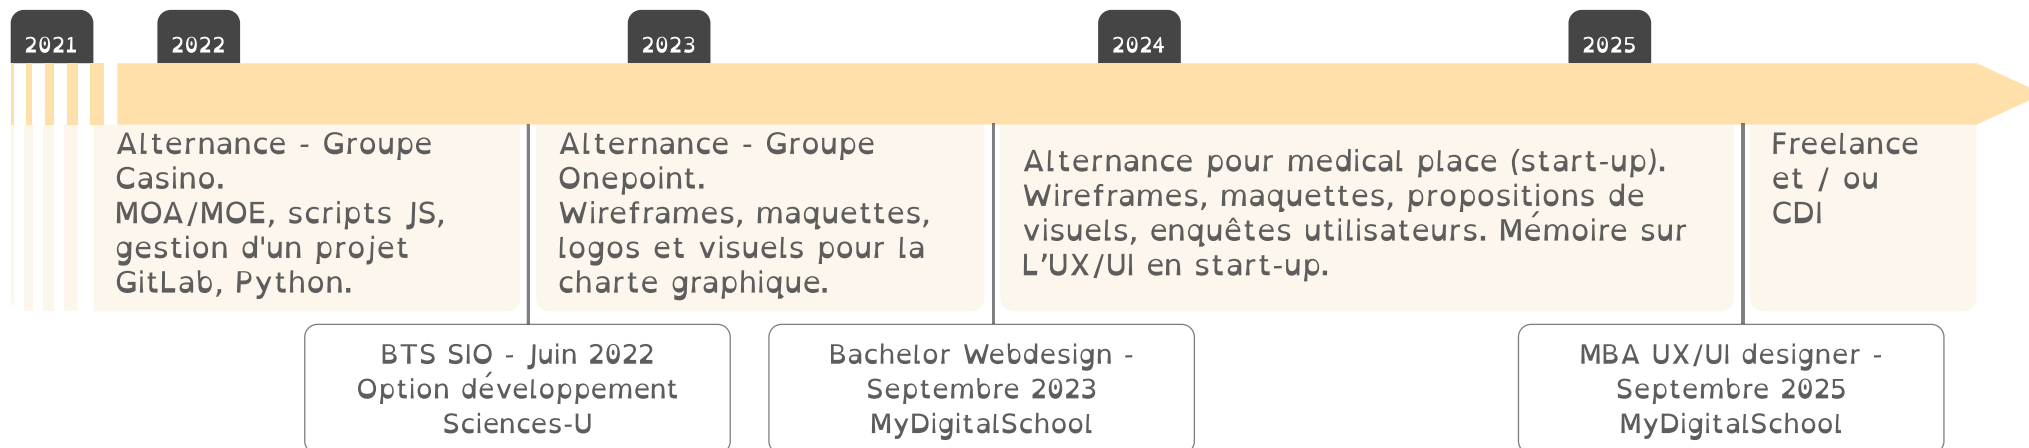 2021
2022
2023
2024
2025
Alternance - Groupe
Casino.
MOA/MOE, scripts JS,
gestion d'un projet
GitLab, Python.
Alternance - Groupe
Onepoint.
Wireframes, maquettes,
logos et visuels pour la
charte graphique.
Alternance pour medical place (start-up).
Wireframes, maquettes, propositions de
visuels, enquêtes utilisateurs. Mémoire sur
L’UX/UI en start-up.
Freelance
et / ou
CDI
BTS SIO - Juin 2022
Option développement
Sciences-U
Bachelor Webdesign -
Septembre 2023
MyDigitalSchool
MBA UX/UI designer -
Septembre 2025
MyDigitalSchool